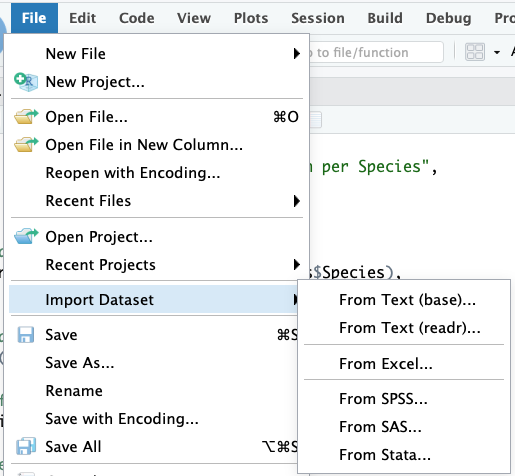 File Edit Code View Plots Session Build Debug
New File
to file/function
New Project...
Open File... ⌘O
Open File in New Column...
Reopen with Encoding...
per Species",
Recent Files
Open Project...
Recent Projects
$Species),
Import Dataset
From Text (base)...
From Text (readr)...
From Excel...
From SPSS...
From SAS...
From Stata...
Save ⌘S
Save As...
Rename
Save with Encoding...
Save All ⌥⌘S